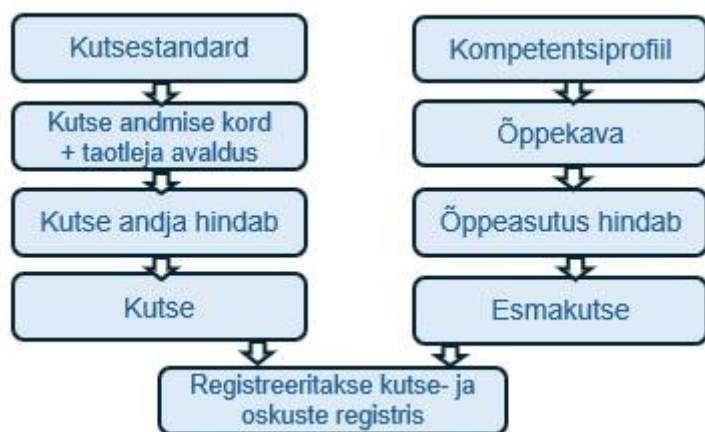 Kutsestandard
Kutse andmise kord
+ taotleja avaldus
Kutse andja hindab
Kutse
Kompetentsiprofiil
Õppekava
Õppeasutus hindab
Esmakutse
Registreeritakse kutse- ja
oskuste registris